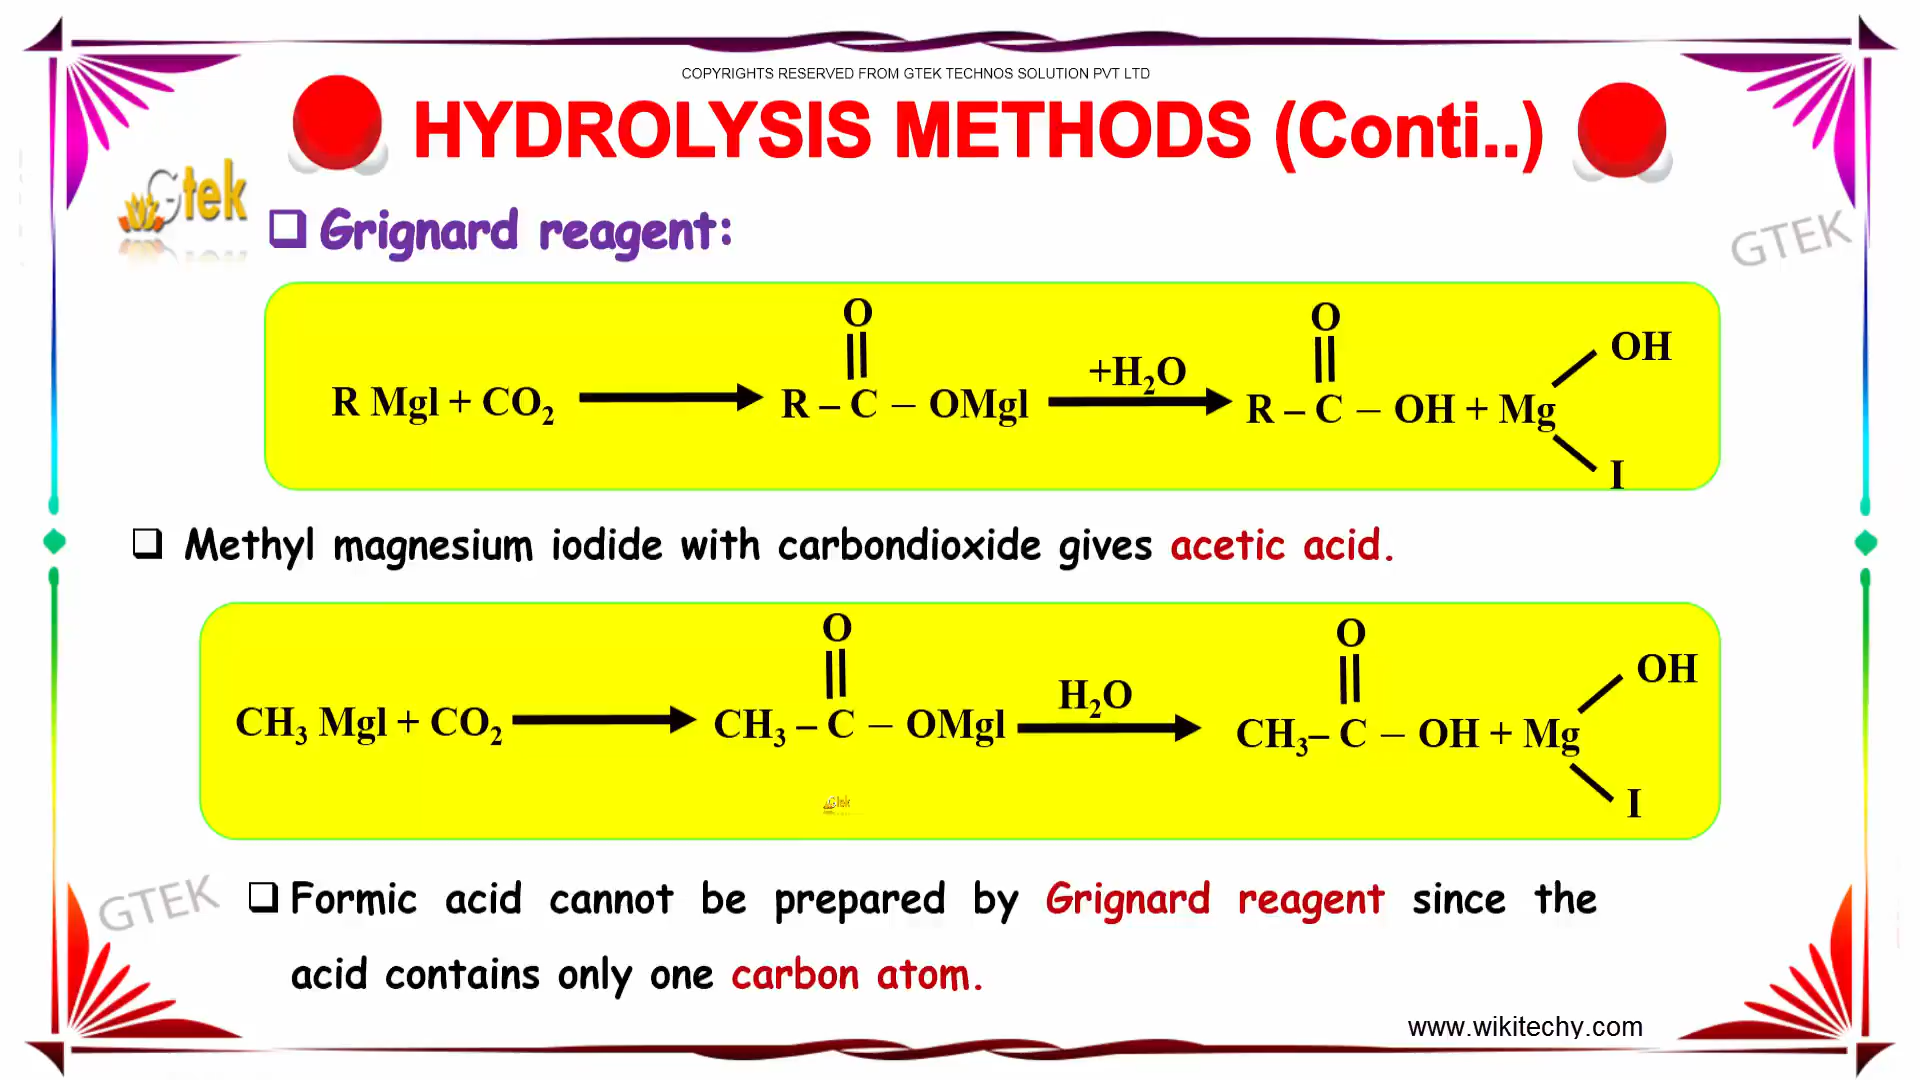 COPYRIGHTS RESERVED FROM GTEK TECHNOS SOLUTION PVT LTD
HYDROLYSIS METHODS (Conti..)
Gtek
Grignard reagent:
GTEK
O
||
R Mgl + CO₂ → R – C – OMgl +H₂O → R – C – OH + Mg
O
||
OH
I
Methyl magnesium iodide with carbondioxide gives acetic acid.
O
||
CH₃ Mgl + CO₂ → CH₃ – C – OMgl H₂O → CH₃– C – OH + Mg
O
||
OH
I
Gtek
GTEK
Formic acid cannot be prepared by Grignard reagent since the
acid contains only one carbon atom.
www.wikitechy.com